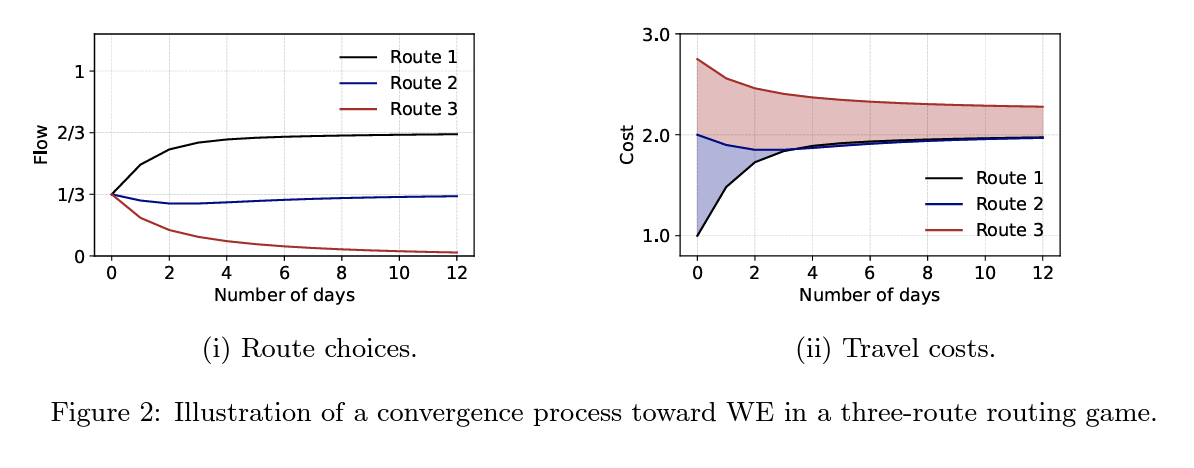 1
2/3
1/3
0
Flow
Route 1
Route 2
Route 3
0 2 4 6 8 10 12
Number of days
(i) Route choices.
3.0
2.0
1.0
Cost
Route 1
Route 2
Route 3
0 2 4 6 8 10 12
Number of days
(ii) Travel costs.
Figure 2: Illustration of a convergence process toward WE in a three-route routing game.